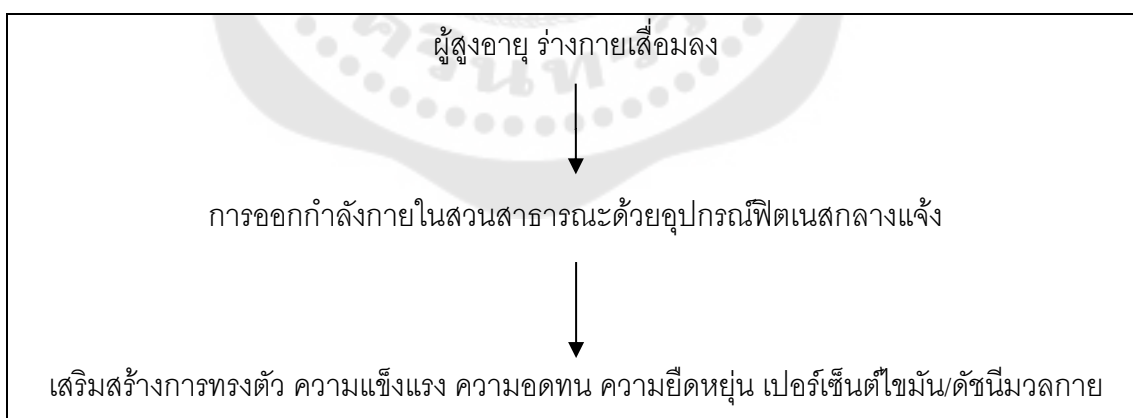 ผู้สูงอายุ ร่างกายเสื่อมลง
การออกกำลังกายในสวนสาธารณะด้วยอุปกรณ์ฟิตเนสกลางแจ้ง
เสริมสร้างการทรงตัว ความแข็งแรง ความอดทน ความยืดหยุ่น เปอร์เซ็นต์ไขมัน/ดัชนีมวลกาย